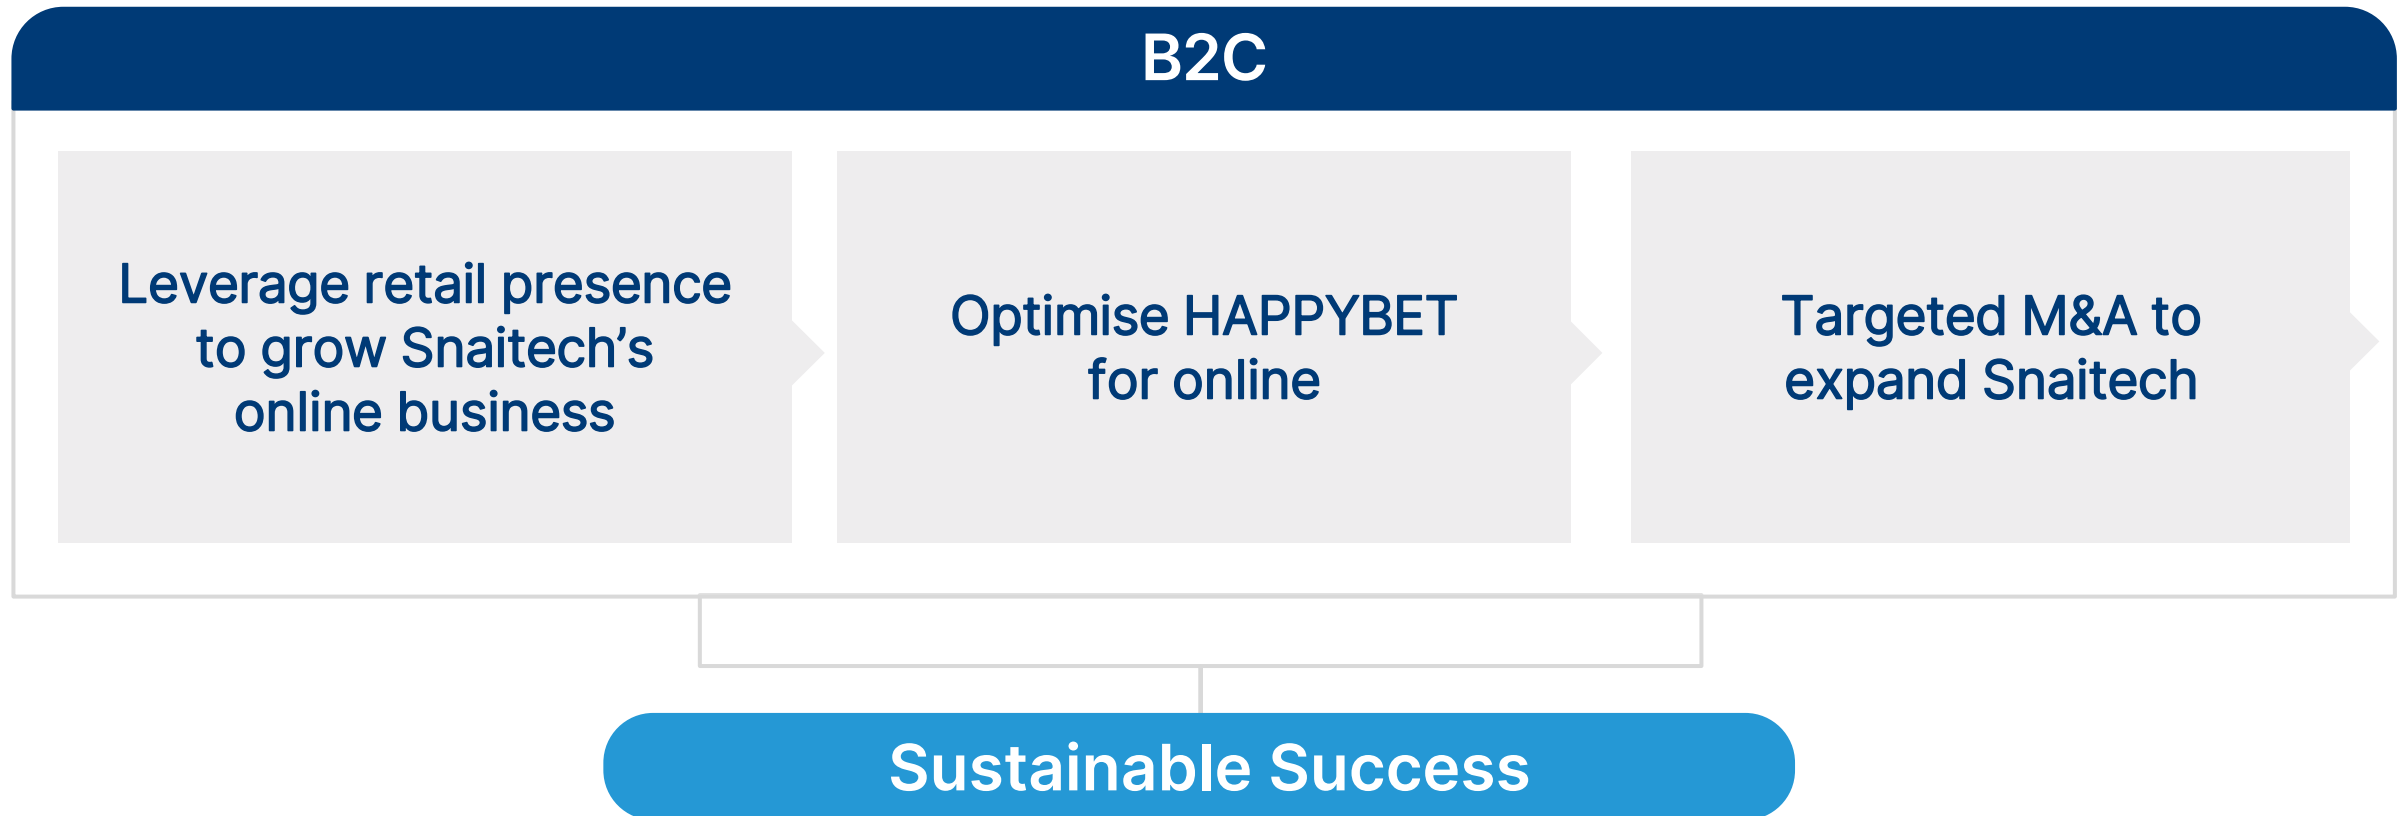 B2C
Leverage retail presence
to grow Snaitech’s
online business
Optimise HAPPYBET
for online
Targeted M&A to
expand Snaitech
Sustainable Success